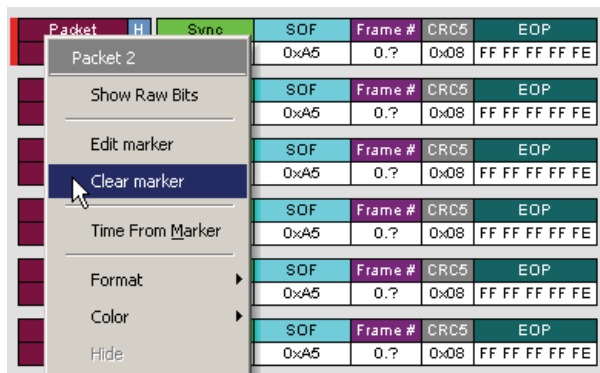 Packet H Sync SOF Frame # CRC5 EOP
Packet 2 0xA5 0.? 0x08 FF FF FF FF FE
Show Raw Bits SOF Frame # CRC5 EOP
0xA5 0.? 0x08 FF FF FF FF FE
Edit marker SOF Frame # CRC5 EOP
Clear marker 0xA5 0.? 0x08 FF FF FF FF FE
SOF Frame # CRC5 EOP
Time From Marker 0xA5 0.? 0x08 FF FF FF FF FE
Format SOF Frame # CRC5 EOP
0xA5 0.? 0x08 FF FF FF FF FE
Color SOF Frame # CRC5 EOP
Hide 0xA5 0.? 0x08 FF FF FF FF FE